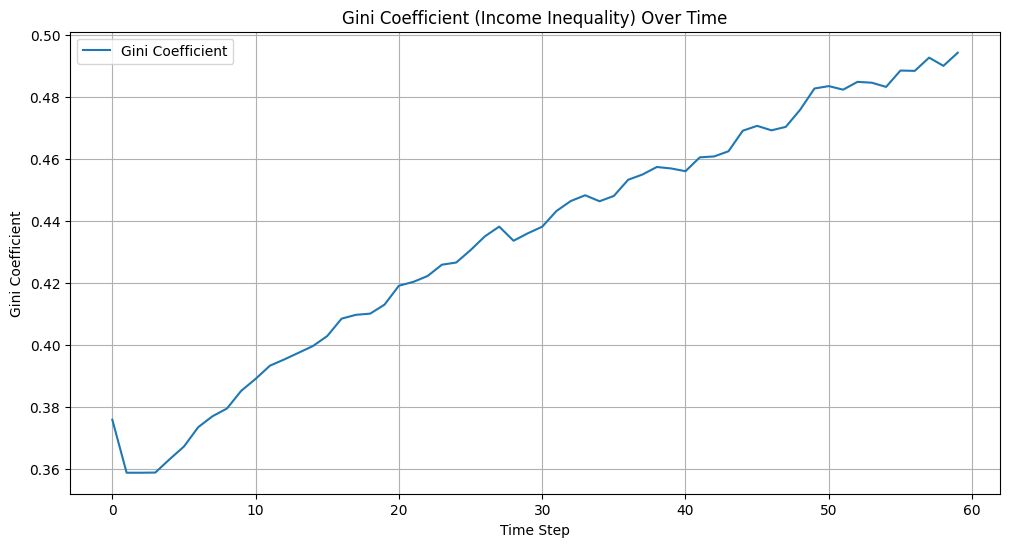 Gini Coefficient (Income Inequality) Over Time
Gini Coefficient
0.50
0.48
0.46
0.44
0.42
0.40
0.38
0.36
Gini Coefficient
0 10 20 30 40 50 60
Time Step